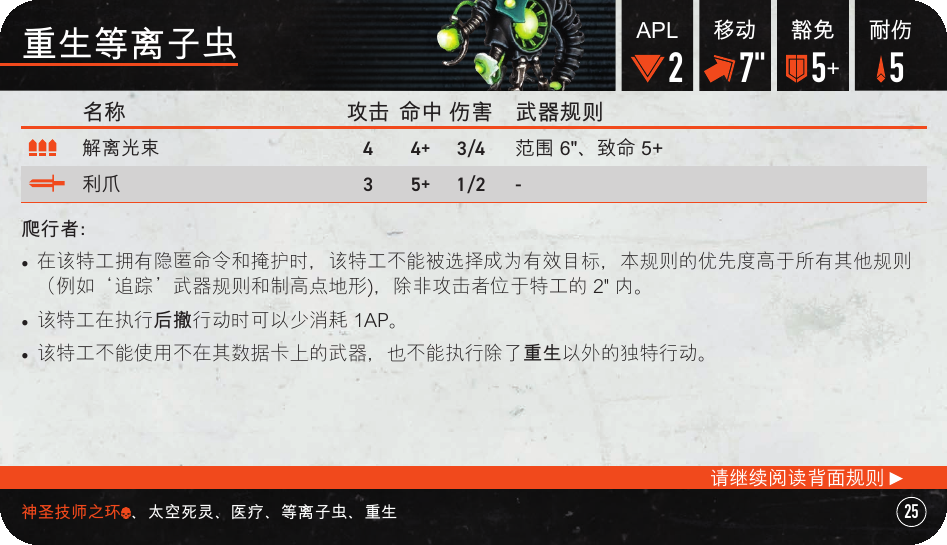 重生等离子虫
APL 移动 豁免 耐伤
2 7" 5+ 5
名称 攻击 命中 伤害 武器规则
解离光束 4 4+ 3/4 范围 6"、致命 5+
利爪 3 5+ 1/2 -
爬行者：
• 在该特工拥有隐匿命令和掩护时，该特工不能被选择成为有效目标，本规则的优先度高于所有其他规则
（例如‘追踪’武器规则和制高点地形），除非攻击者位于特工的 2" 内。
• 该特工在执行后撤行动时可以少消耗 1AP。
• 该特工不能使用不在其数据卡上的武器，也不能执行除了重生以外的独特行动。
请继续阅读背面规则 ▶
神圣技师之环、太空死灵、医疗、等离子虫、重生
25